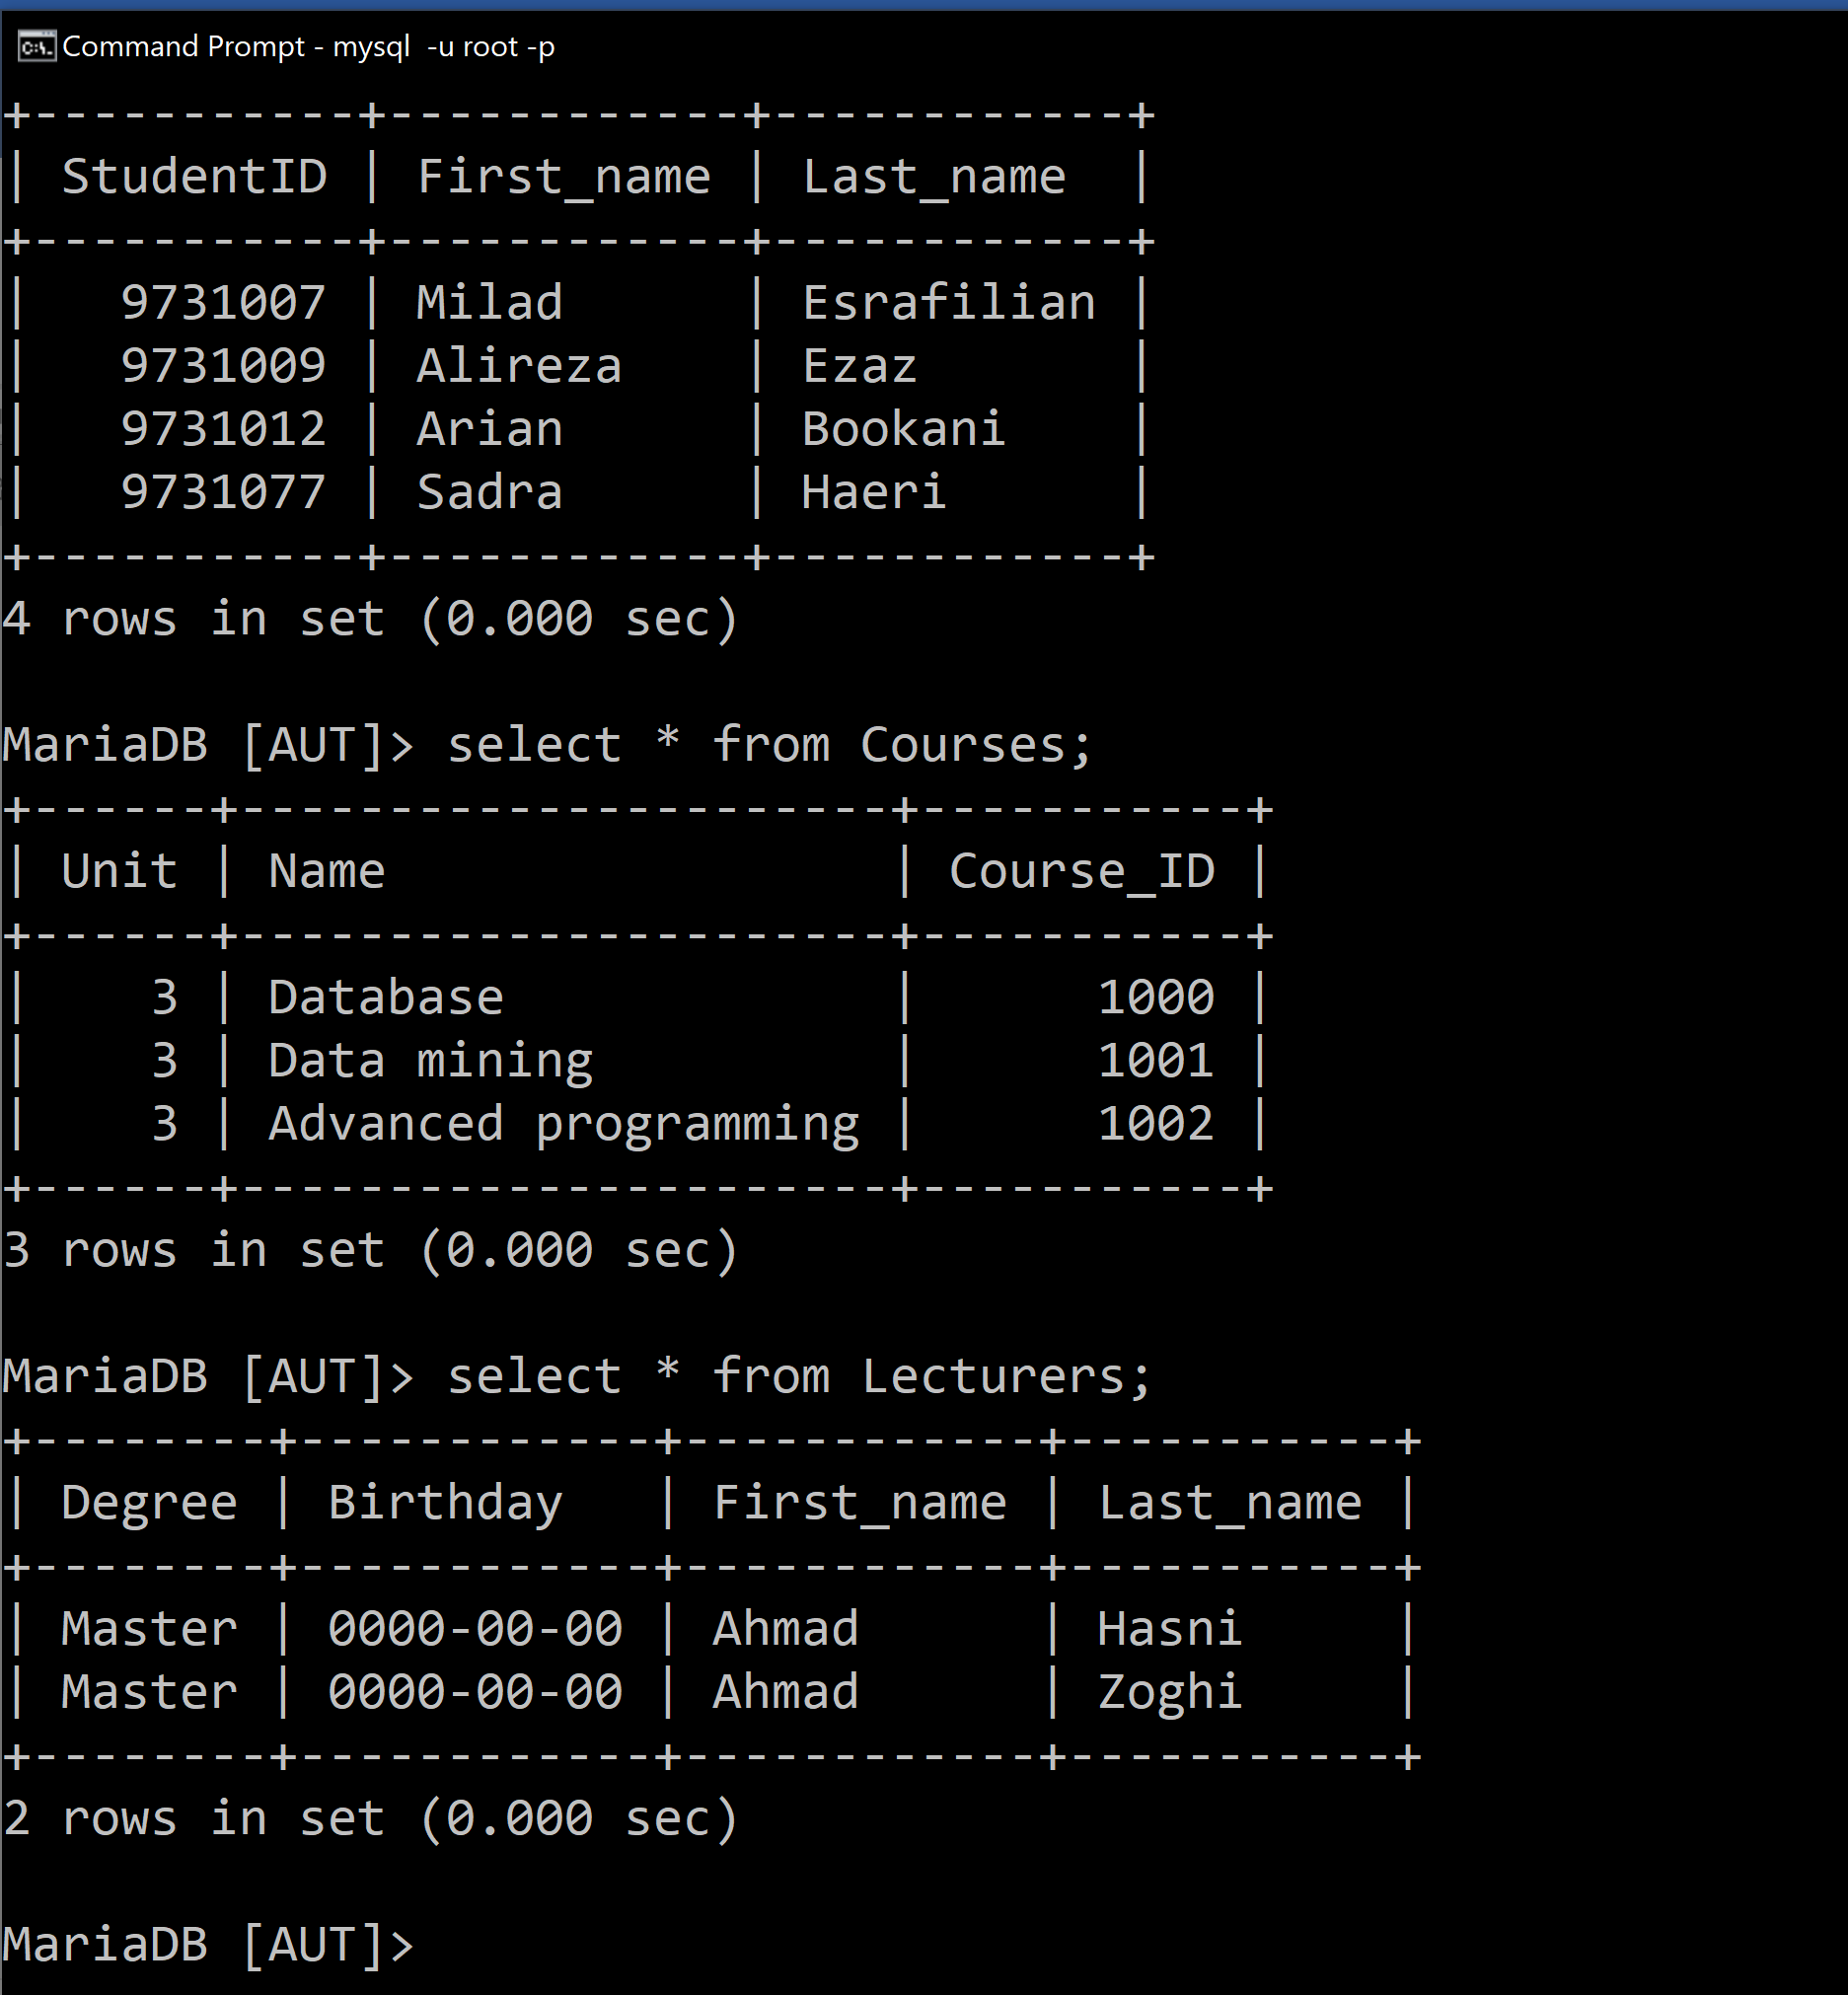 Command Prompt - mysql  -u root -p
+-----------+------------+------------+
| StudentID | First_name | Last_name  |
+-----------+------------+------------+
|   9731007 | Milad      | Esrafilian |
|   9731009 | Alireza    | Ezaz       |
|   9731012 | Arian      | Bookani    |
|   9731077 | Sadra      | Haeri      |
+-----------+------------+------------+
4 rows in set (0.000 sec)

MariaDB [AUT]> select * from Courses;
+------+----------------------+-----------+
| Unit | Name                 | Course_ID |
+------+----------------------+-----------+
|    3 | Database             |      1000 |
|    3 | Data mining          |      1001 |
|    3 | Advanced programming |      1002 |
+------+----------------------+-----------+
3 rows in set (0.000 sec)

MariaDB [AUT]> select * from Lecturers;
+--------+------------+------------+-----------+
| Degree | Birthday   | First_name | Last_name |
+--------+------------+------------+-----------+
| Master | 0000-00-00 | Ahmad      | Hasni     |
| Master | 0000-00-00 | Ahmad      | Zoghi     |
+--------+------------+------------+-----------+
2 rows in set (0.000 sec)

MariaDB [AUT]>